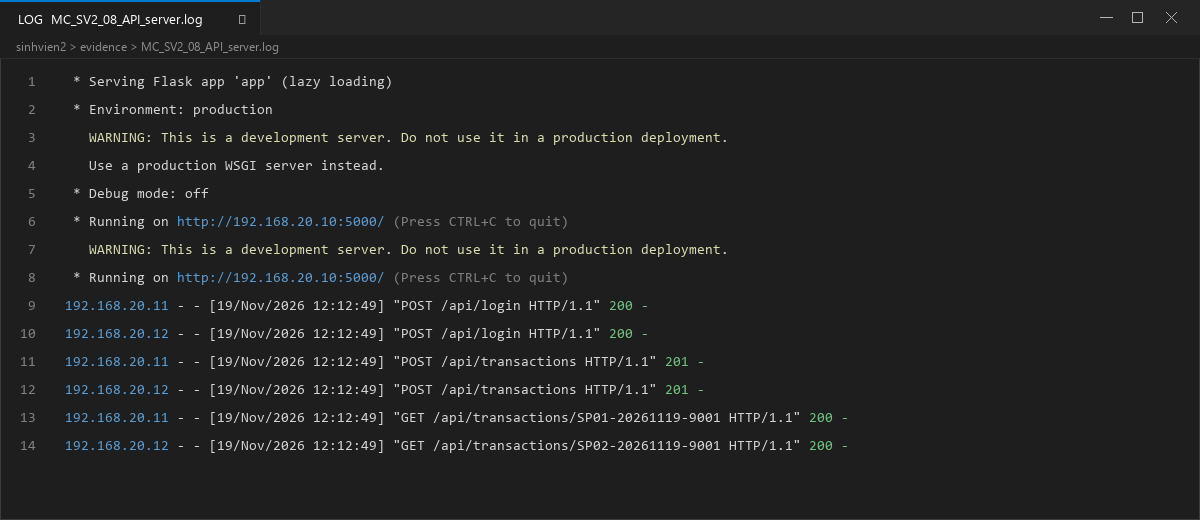 LOG MC_SV2_08_API_server.log
sinhvien2 > evidence > MC_SV2_08_API_server.log
1 * Serving Flask app 'app' (lazy loading)
2 * Environment: production
3 WARNING: This is a development server. Do not use it in a production deployment.
4 Use a production WSGI server instead.
5 * Debug mode: off
6 * Running on http://192.168.20.10:5000/ (Press CTRL+C to quit)
7 WARNING: This is a development server. Do not use it in a production deployment.
8 * Running on http://192.168.20.10:5000/ (Press CTRL+C to quit)
9 192.168.20.11 - - [19/Nov/2026 12:12:49] "POST /api/login HTTP/1.1" 200 -
10 192.168.20.12 - - [19/Nov/2026 12:12:49] "POST /api/login HTTP/1.1" 200 -
11 192.168.20.11 - - [19/Nov/2026 12:12:49] "POST /api/transactions HTTP/1.1" 201 -
12 192.168.20.12 - - [19/Nov/2026 12:12:49] "POST /api/transactions HTTP/1.1" 201 -
13 192.168.20.11 - - [19/Nov/2026 12:12:49] "GET /api/transactions/SP01-20261119-9001 HTTP/1.1" 200 -
14 192.168.20.12 - - [19/Nov/2026 12:12:49] "GET /api/transactions/SP02-20261119-9001 HTTP/1.1" 200 -